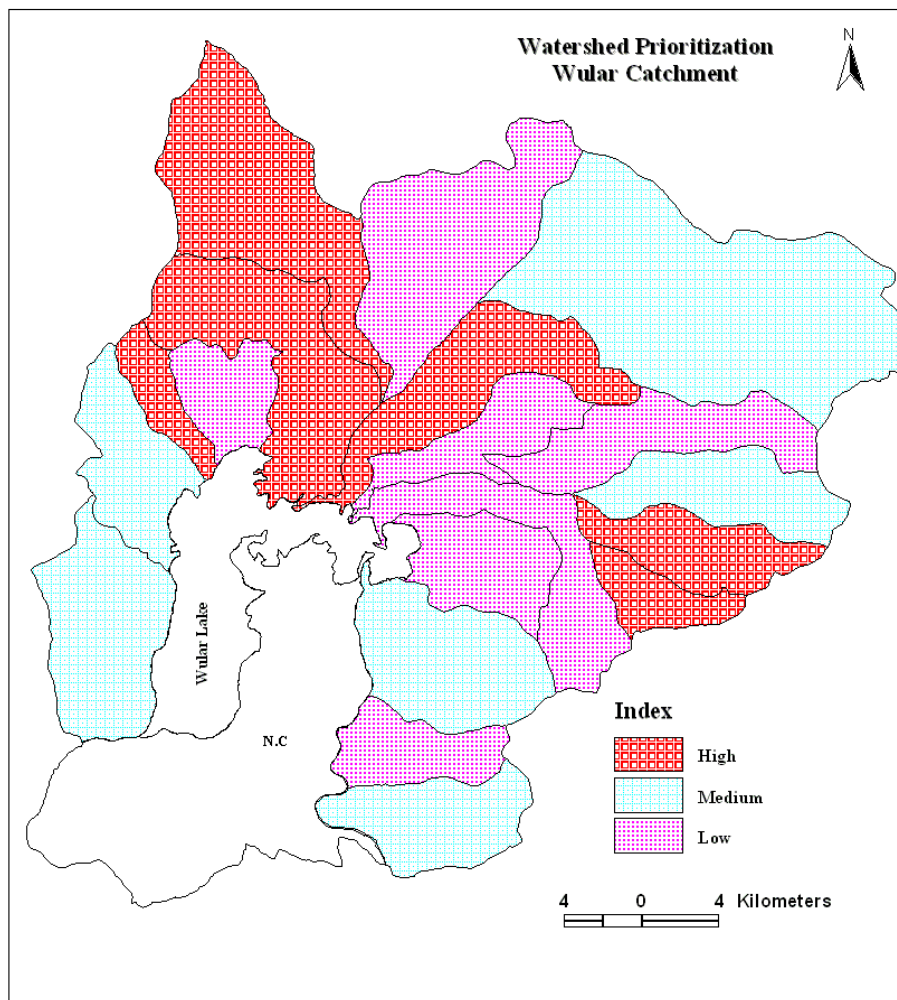 Watershed Prioritization
Wular Catchment
N
Wular Lake
N.C
Index
High
Medium
Low
4 0 4 Kilometers